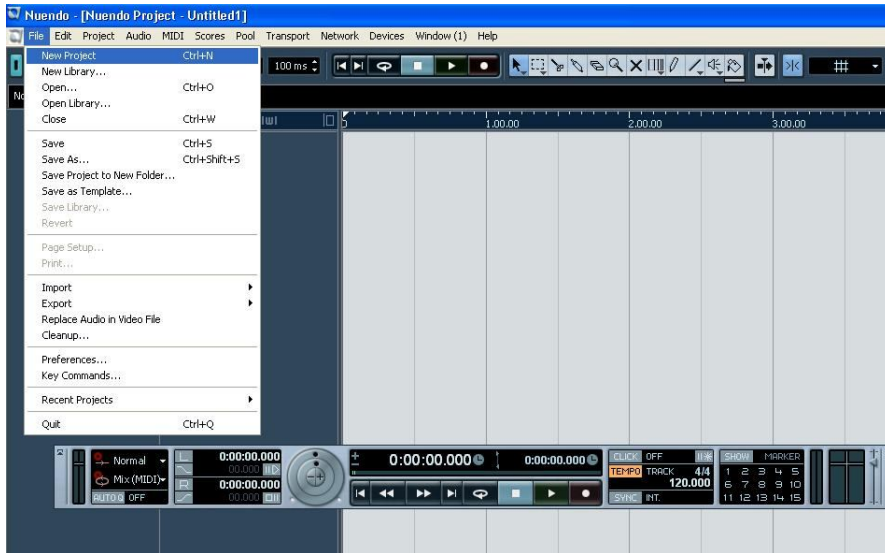 Nuendo - [Nuendo Project - Untitled1]
File Edit Project Audio MIDI Scores Pool Transport Network Devices Window (1) Help
New Project Ctrl+N
100 ms
New Library...
Open... Ctrl+O
Open Library...
Close Ctrl+W
1.00.00 2.00.00 3.00.00
Save Ctrl+S
Save As... Ctrl+Shift+S
Save Project to New Folder...
Save as Template...
Save Library...
Revert
Page Setup...
Print...
Import
Export
Replace Audio in Video File
Cleanup...
Preferences...
Key Commands...
Recent Projects
Quit Ctrl+Q
Normal
Mix (MIDI)
AUTO Q OFF
L 0:00:00.000
00.000
R 0:00:00.000
00.000
0:00:00.000 0:00:00.000
CLICK OFF
TEMPO TRACK 4/4
120.000
SYNC INT.
SHOW MARKER
1 2 3 4 5
6 7 8 9 10
11 12 13 14 15